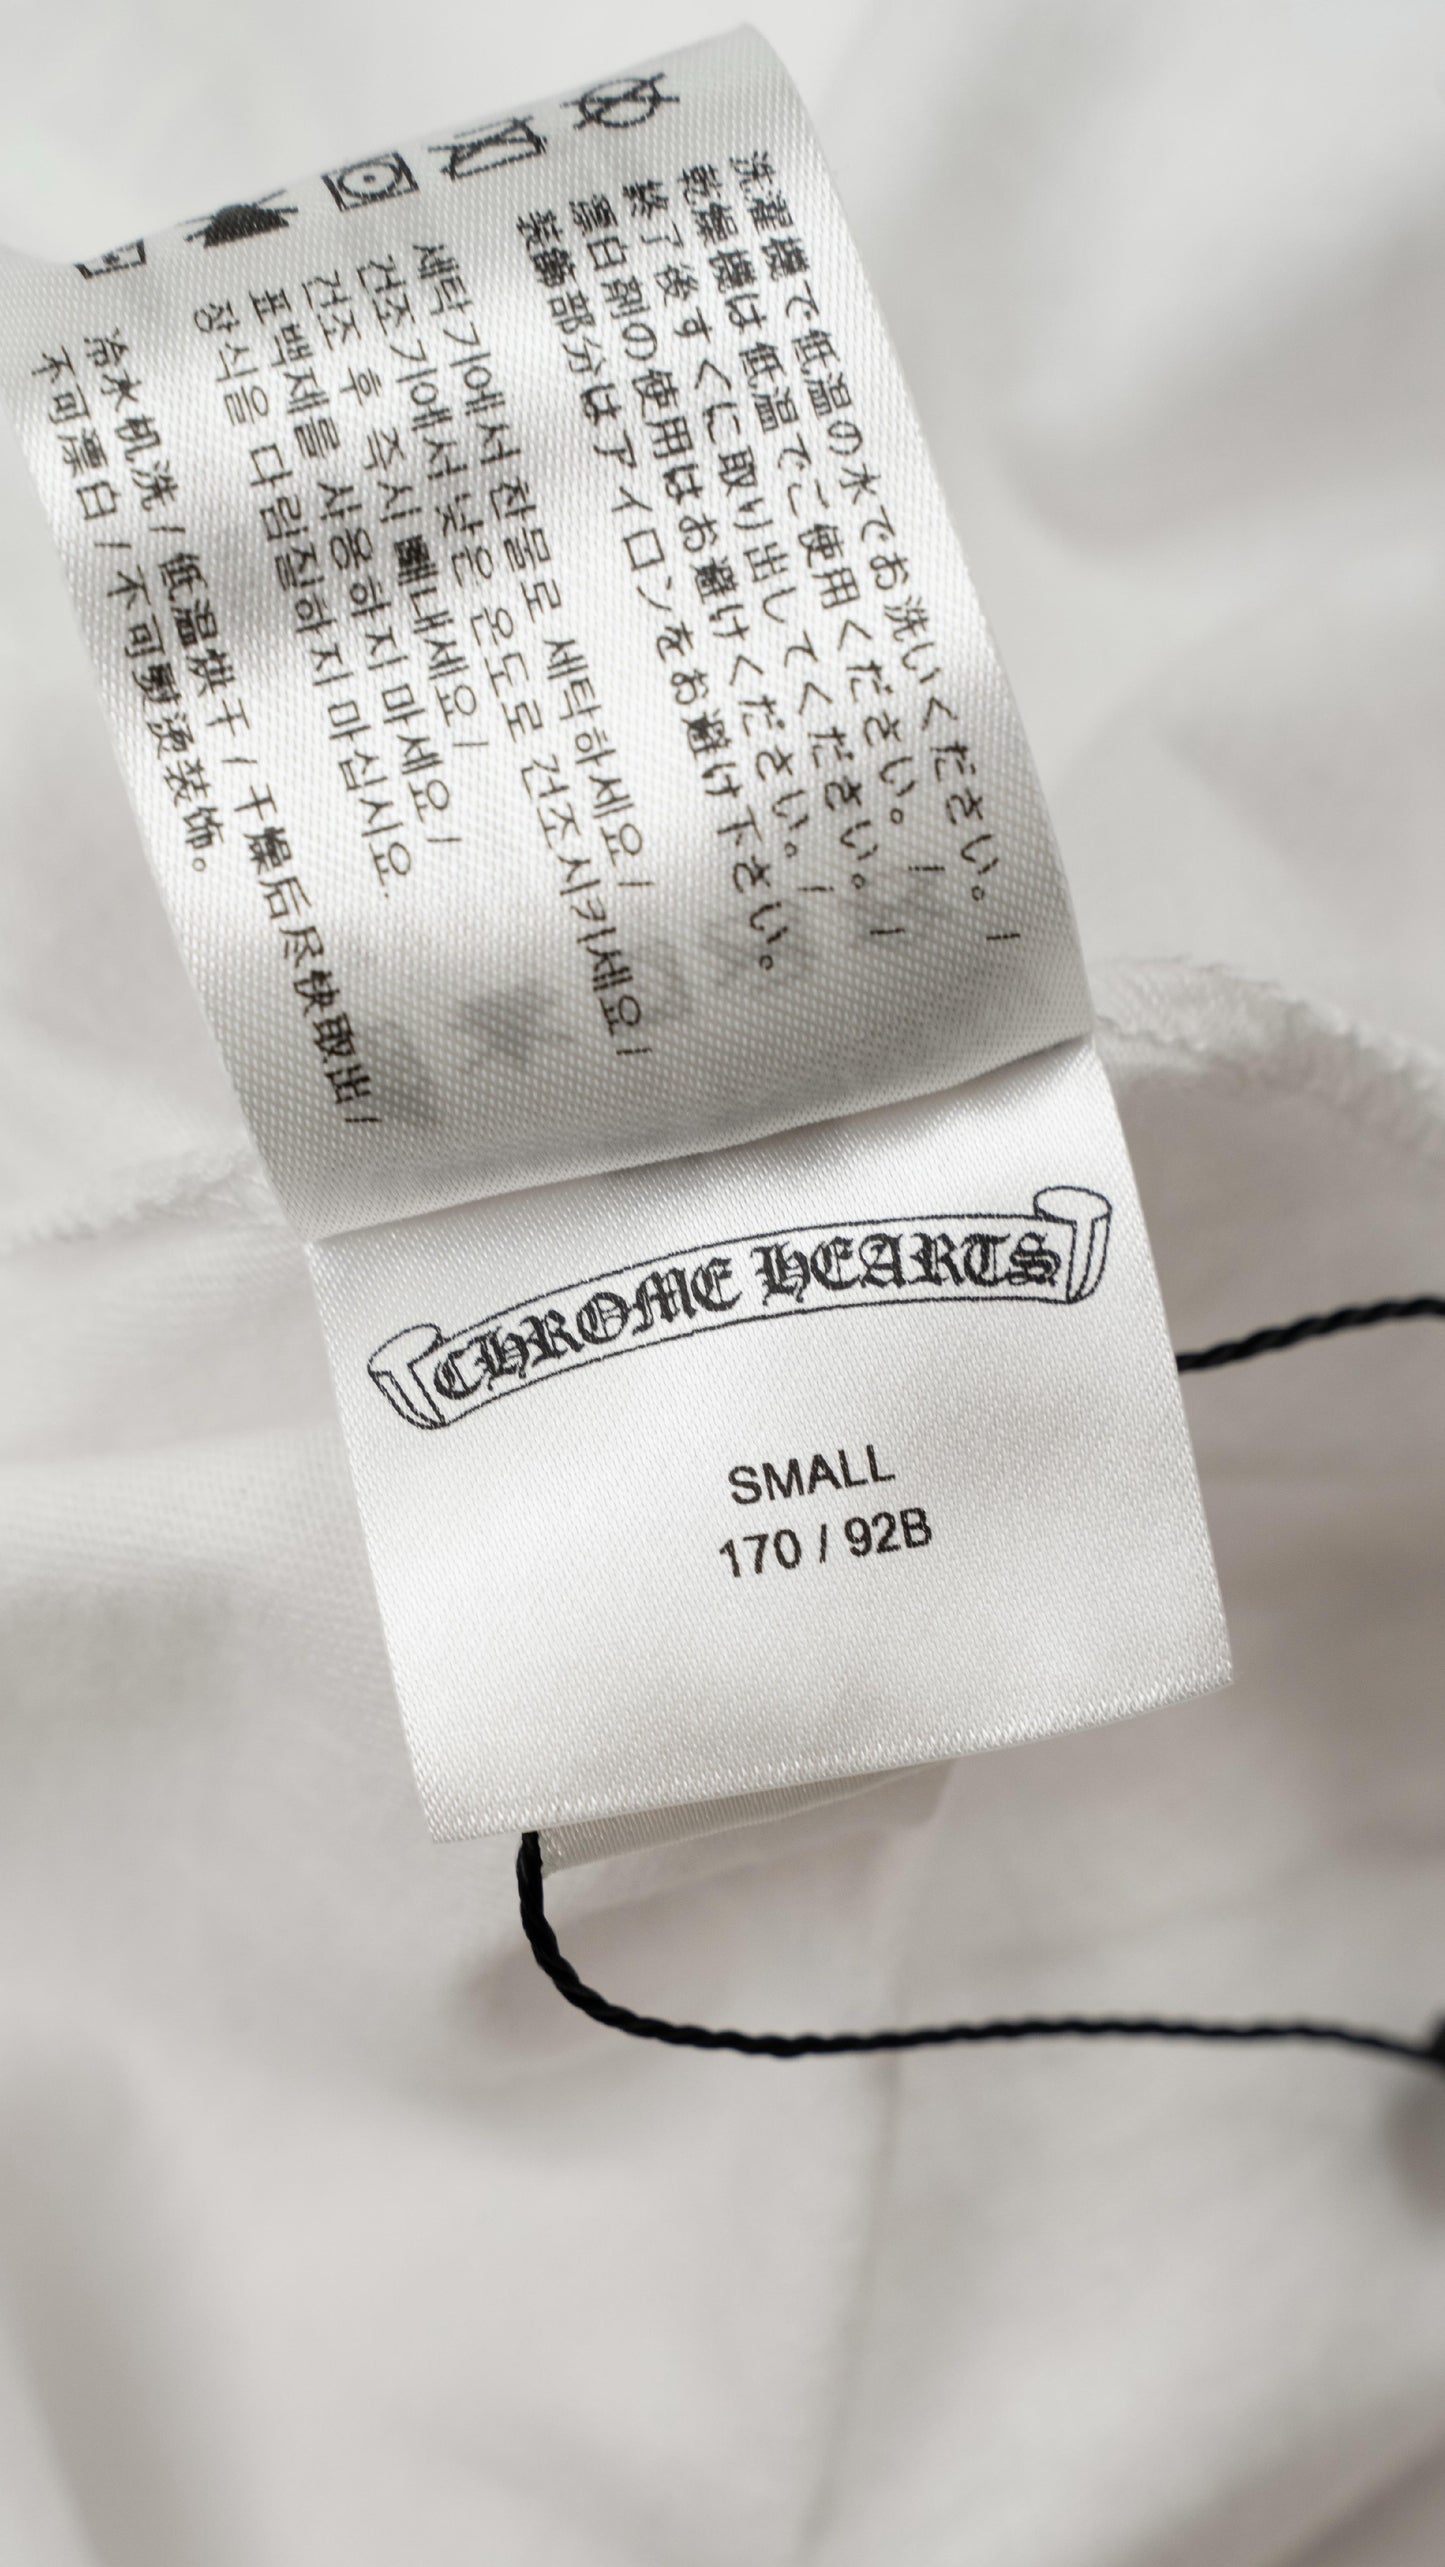 洗濯機で低温の水でお洗いください。/
乾燥機は低温でご使用ください。/
終了後すぐに取り出してください。/
漂白剤の使用はお避けください。/
装飾部分はアイロンをお避け下さい。
세탁기에서 찬물로 세탁하세요/
건조기에서 낮은 온도로 건조시키세요/
건조 후 즉시 빼내세요/
표백제를 사용하지 마세요/
장식을 다림질하지 마십시요.
冷水机洗/低温烘干/干燥后尽快取出/
不可漂白/不可熨烫装饰。
CHROME HEARTS
SMALL
170 / 92B